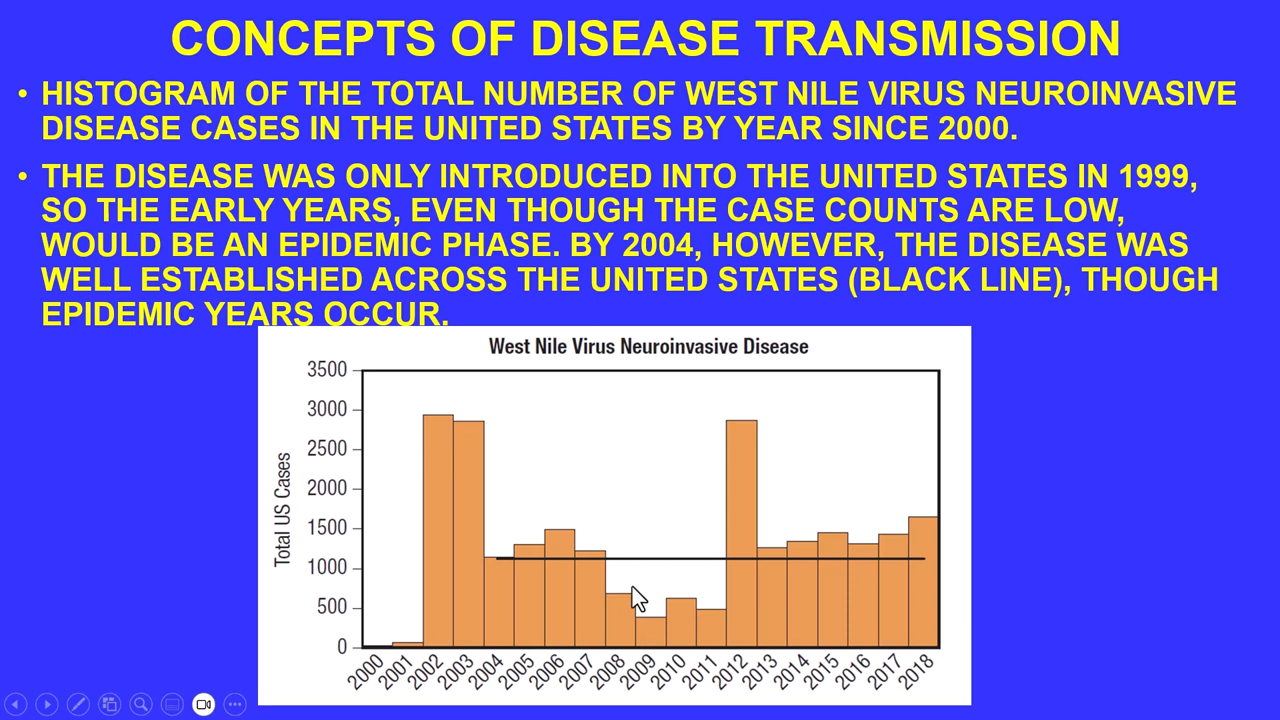 CONCEPTS OF DISEASE TRANSMISSION
• HISTOGRAM OF THE TOTAL NUMBER OF WEST NILE VIRUS NEUROINVASIVE
DISEASE CASES IN THE UNITED STATES BY YEAR SINCE 2000.
• THE DISEASE WAS ONLY INTRODUCED INTO THE UNITED STATES IN 1999,
SO THE EARLY YEARS, EVEN THOUGH THE CASE COUNTS ARE LOW,
WOULD BE AN EPIDEMIC PHASE. BY 2004, HOWEVER, THE DISEASE WAS
WELL ESTABLISHED ACROSS THE UNITED STATES (BLACK LINE), THOUGH
EPIDEMIC YEARS OCCUR.
West Nile Virus Neuroinvasive Disease
Total US Cases
3500
3000
2500
2000
1500
1000
500
0
2000 2001 2002 2003 2004 2005 2006 2007 2008 2009 2010 2011 2012 2013 2014 2015 2016 2017 2018